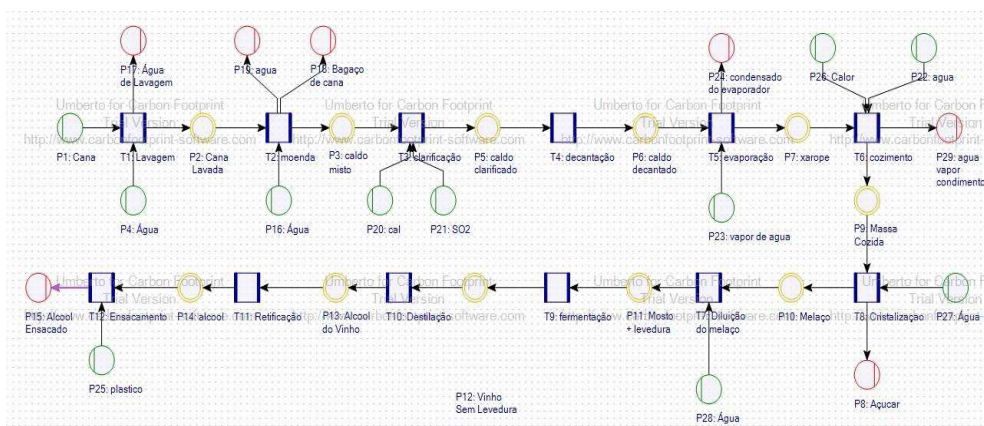 P17: Água
de Lavagem
P19: agua
P18: Bagaço
de cana
P24: condensado
do evaporador
P26: Calor
P22: agua
Umberto for Carbon Footprint
Trial Version
http://www.carbonfootprint-software.com
P1: Cana
T1: Lavagem
P2: Cana
Lavada
T2: moenda
P3: caldo
misto
T3: clarificação
P5: caldo
clarificado
T4: decantação
P6: caldo
decantado
T5: evaporação
P7: xarope
T6: cozimento
P29: agua
vapor
condimento
P4: Água
P16: Água
P20: cal
P21: SO2
P23: vapor de agua
P9: Massa
Cozida
Umberto for Carbon Footprint
Trial Version
P15: Alcool
Ensacado
T12: Ensacamento
P14: alcool
T11: Retificação
P13: Alcool
do Vinho
T10: Destilação
T9: fermentação
P11: Mosto
+ levedura
T7: Diluição
do melaço
P10: Melaço
T8: Cristalização
P27: Água
P25: plastico
P12: Vinho
Sem Levedura
P28: Água
P8: Açucar